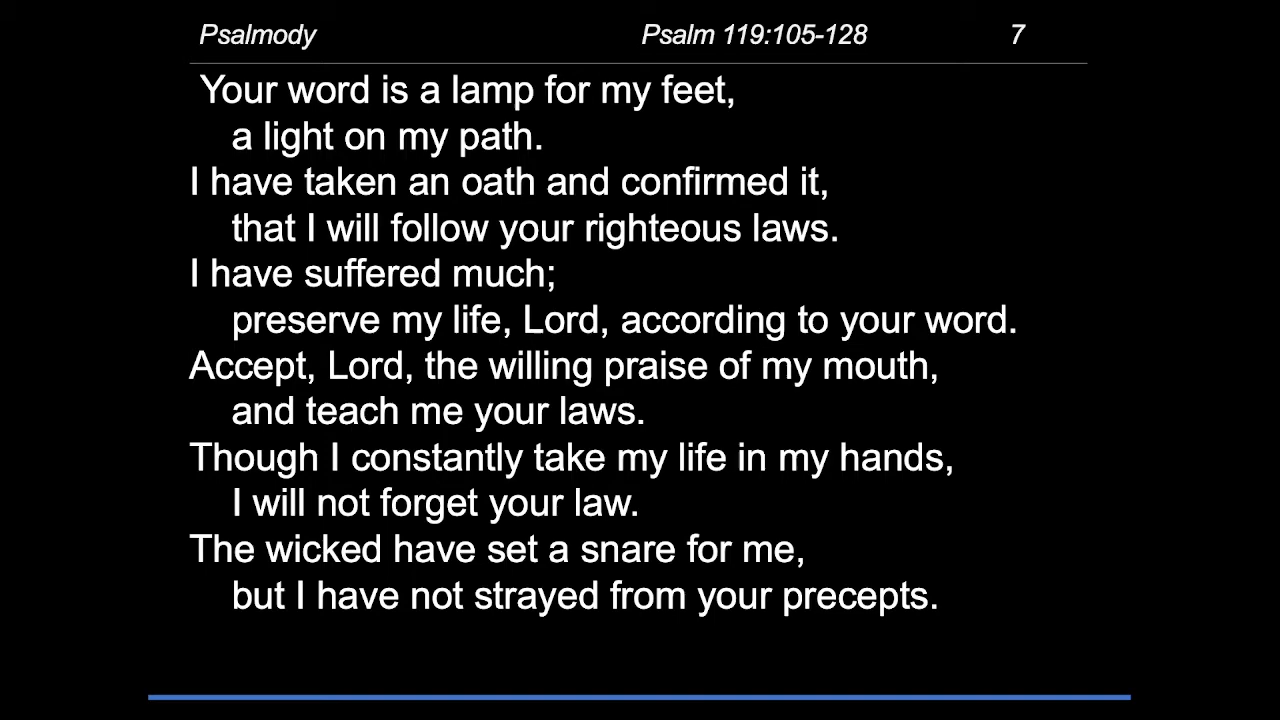 Psalmody Psalm 119:105-128 7
Your word is a lamp for my feet,
a light on my path.
I have taken an oath and confirmed it,
that I will follow your righteous laws.
I have suffered much;
preserve my life, Lord, according to your word.
Accept, Lord, the willing praise of my mouth,
and teach me your laws.
Though I constantly take my life in my hands,
I will not forget your law.
The wicked have set a snare for me,
but I have not strayed from your precepts.